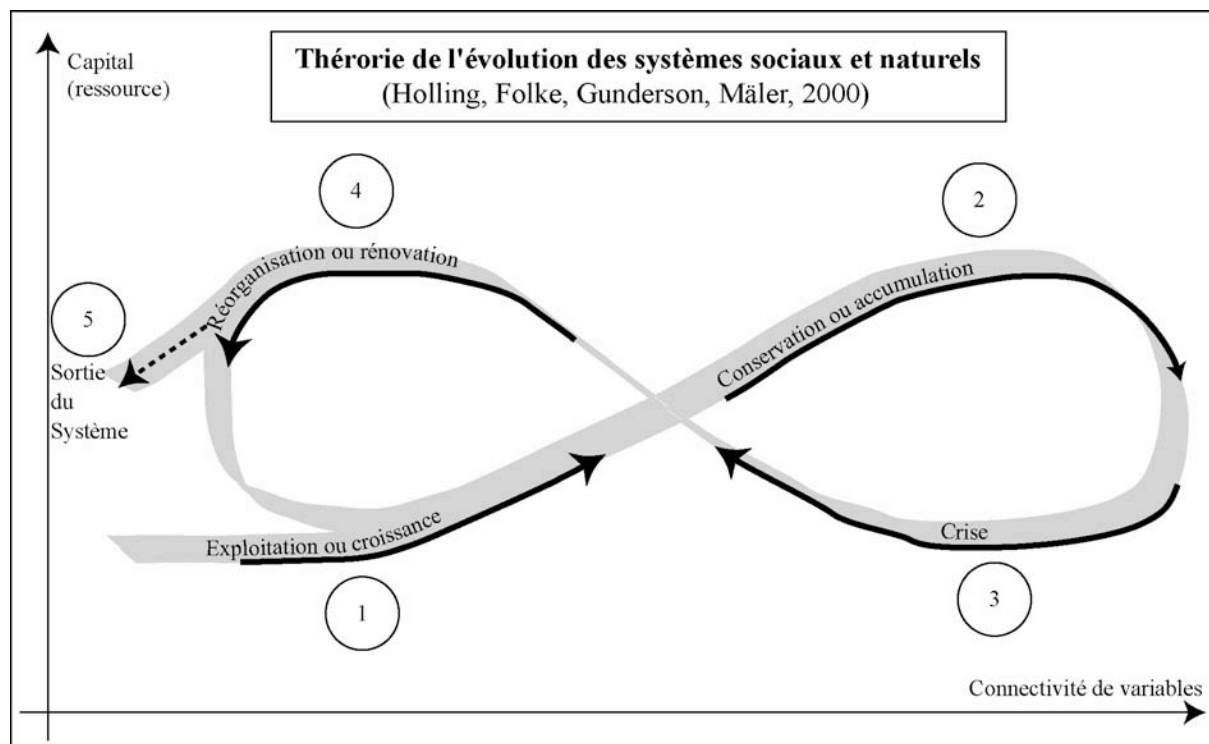 Capital
(ressource)
Thérorie de l'évolution des systèmes sociaux et naturels
(Holling, Folke, Gunderson, Mäler, 2000)
4
2
Réorganisation ou rénovation
Conservation ou accumulation
5
Sortie
du
Système
Exploitation ou croissance
Crise
1
3
Connectivité de variables